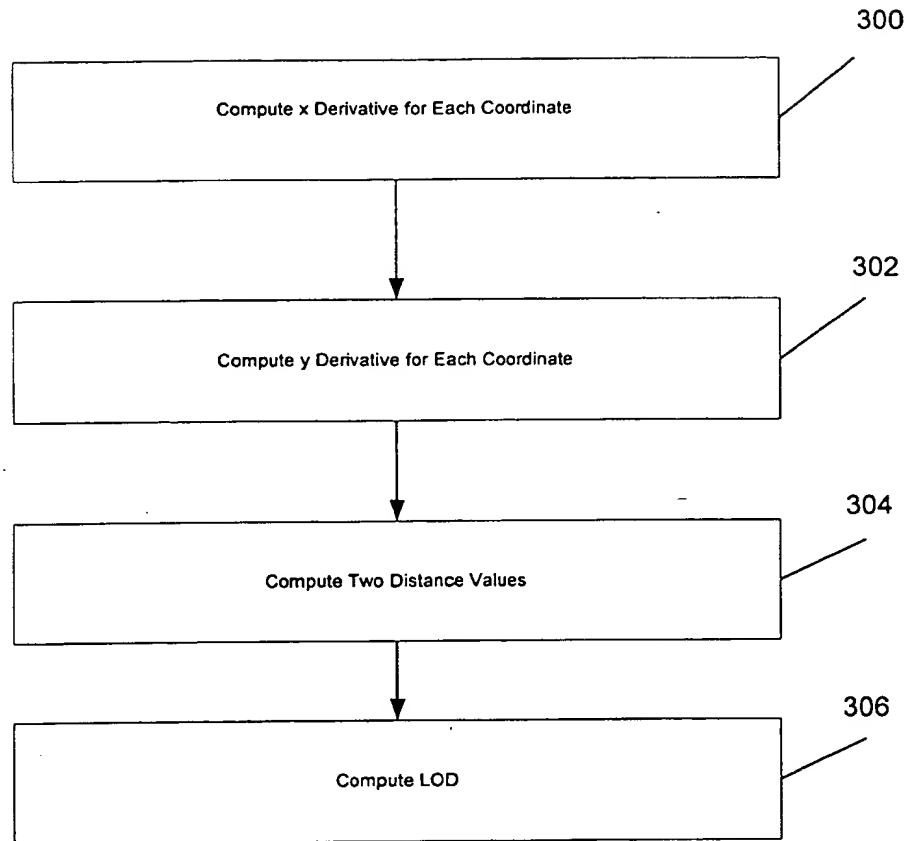 300
Compute x Derivative for Each Coordinate
302
Compute y Derivative for Each Coordinate
304
Compute Two Distance Values
306
Compute LOD